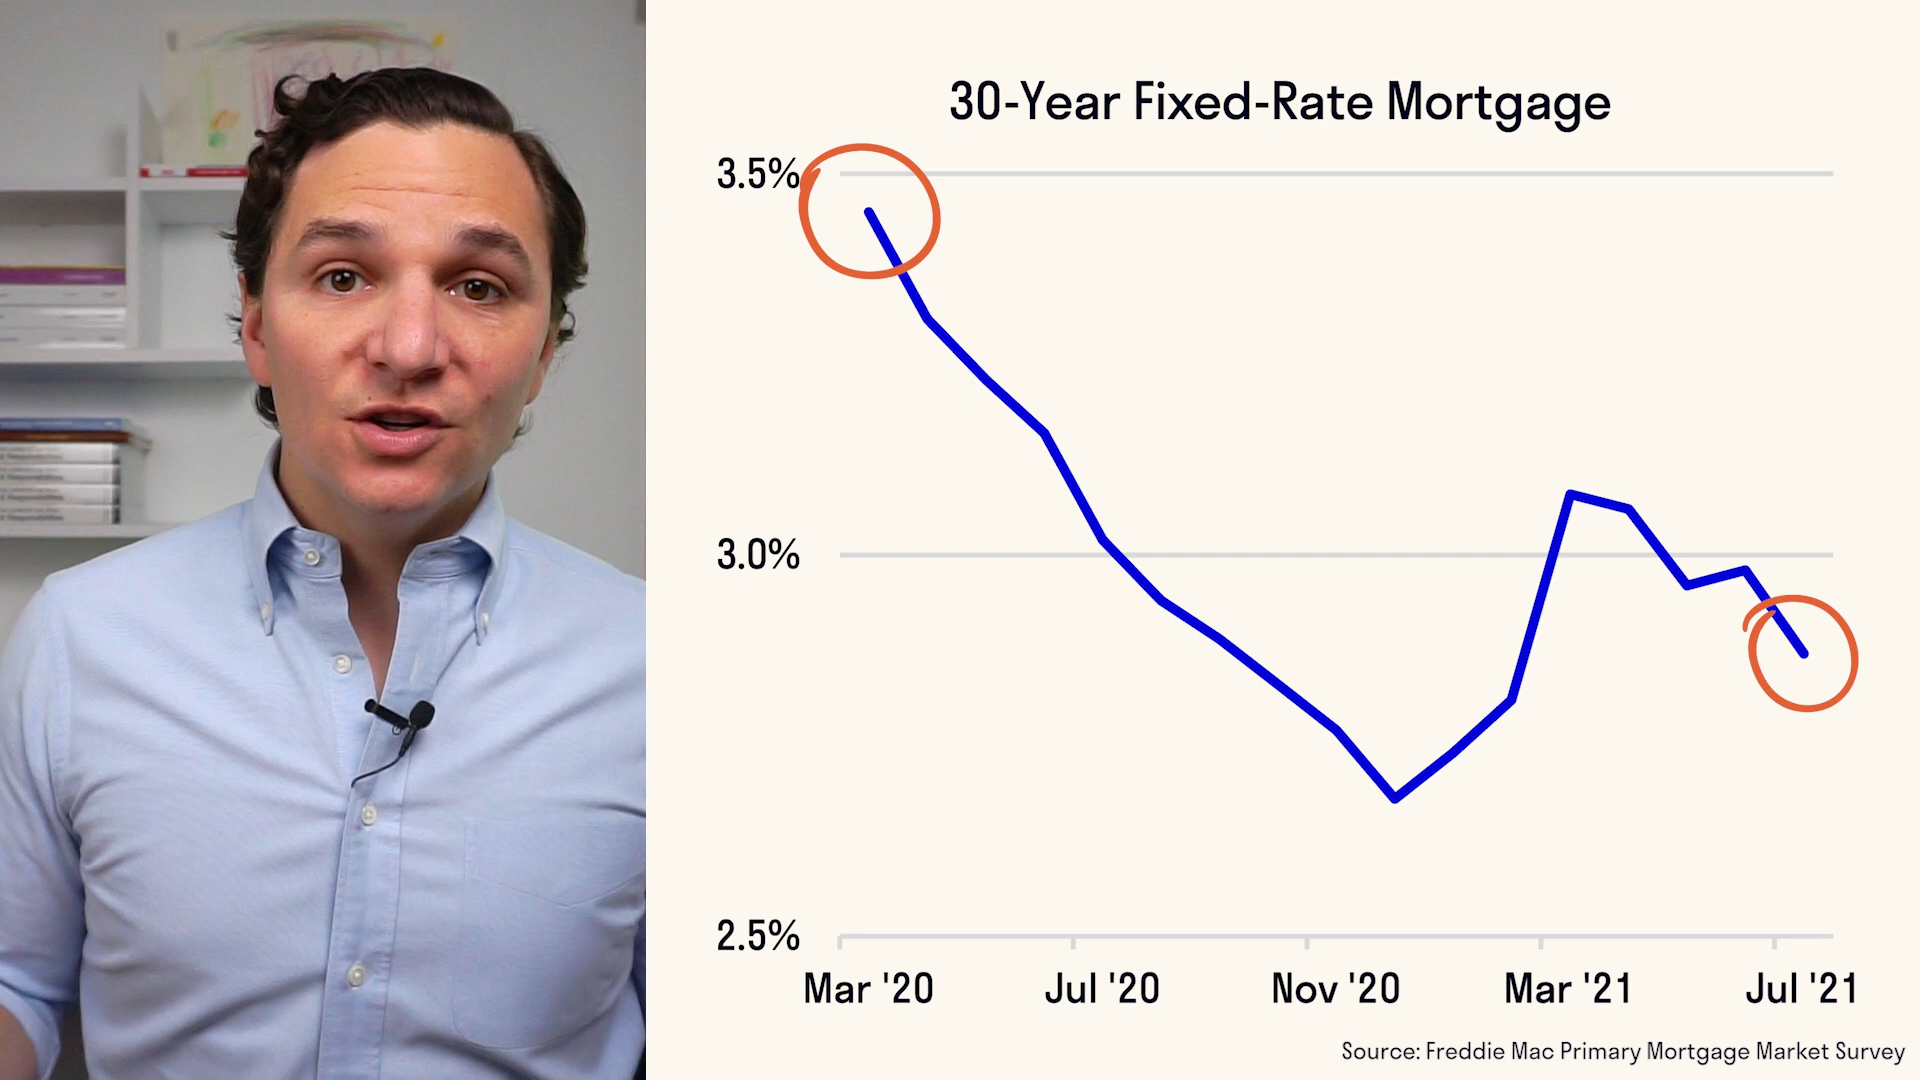 30-Year Fixed-Rate Mortgage
3.5%
3.0%
2.5%
Mar '20
Jul '20
Nov '20
Mar '21
Jul '21
Source: Freddie Mac Primary Mortgage Market Survey